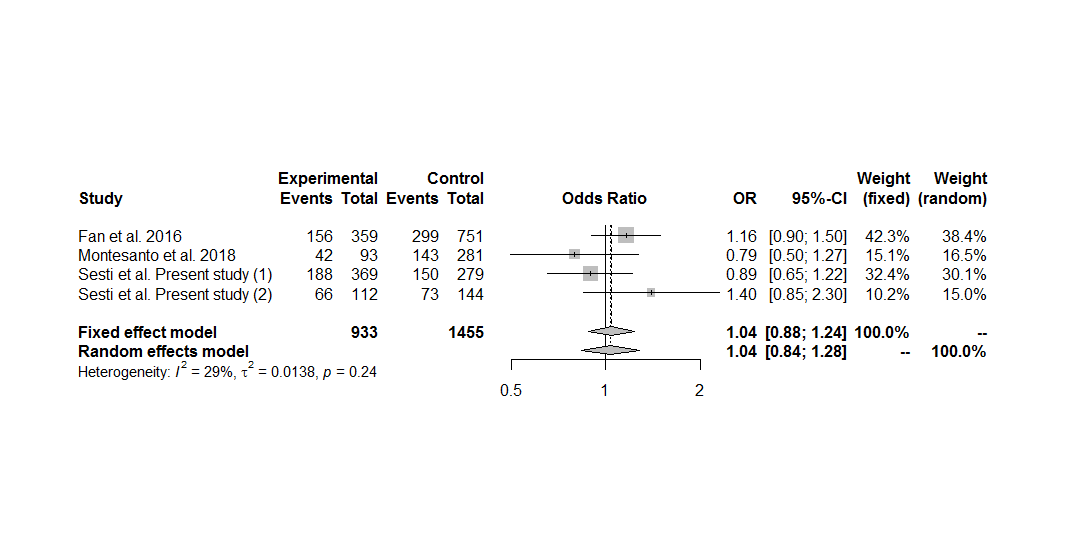 Experimental Control Weight Weight
Study Events Total Events Total Odds Ratio OR 95%-CI (fixed) (random)
Fan et al. 2016 156 359 299 751 1.16 [0.90; 1.50] 42.3% 38.4%
Montesanto et al. 2018 42 93 143 281 0.79 [0.50; 1.27] 15.1% 16.5%
Sesti et al. Present study (1) 188 369 150 279 0.89 [0.65; 1.22] 32.4% 30.1%
Sesti et al. Present study (2) 66 112 73 144 1.40 [0.85; 2.30] 10.2% 15.0%
Fixed effect model 933 1455 1.04 [0.88; 1.24] 100.0% --
Random effects model 1.04 [0.84; 1.28] -- 100.0%
Heterogeneity: I² = 29%, τ² = 0.0138, p = 0.24
0.5 1 2